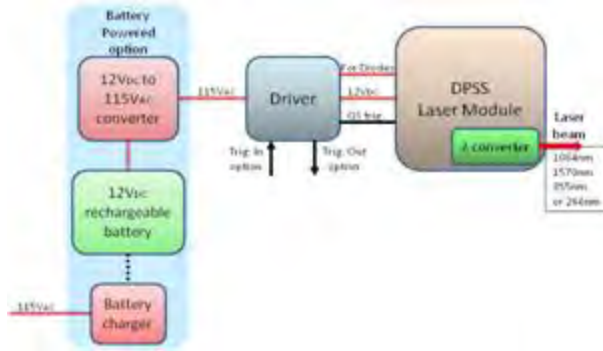 Battery
Powered
option
12VDC to
115VAC
converter
115VAC
Driver
For Diodes
12VDC
QS trig.
DPSS
Laser Module
λ converter
Laser
beam
1064nm
1570nm
355nm
or 266nm
Trig. In
option
Trig. Out
option
12VDC
rechargeable
battery
115VAC
Battery
charger